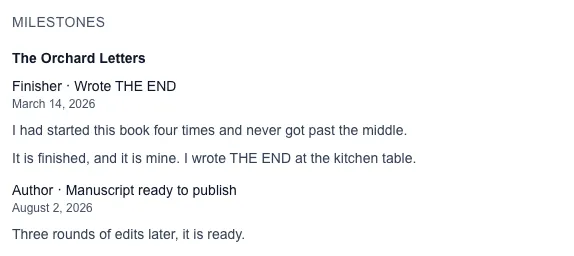 MILESTONES
The Orchard Letters
Finisher · Wrote THE END
March 14, 2026
I had started this book four times and never got past the middle.
It is finished, and it is mine. I wrote THE END at the kitchen table.
Author · Manuscript ready to publish
August 2, 2026
Three rounds of edits later, it is ready.